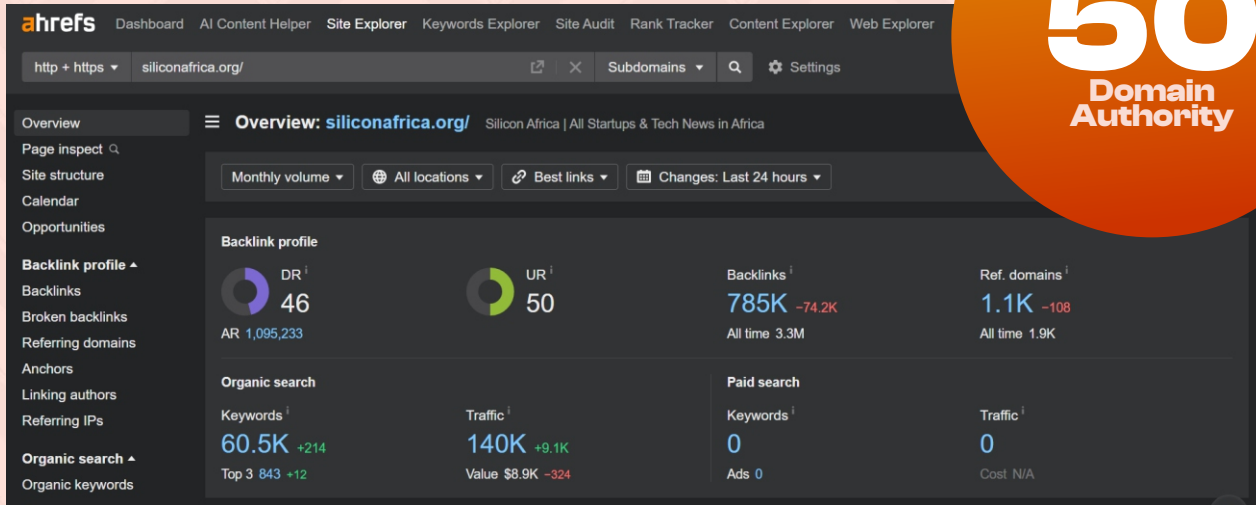 ahrefs Dashboard AI Content Helper Site Explorer Keywords Explorer Site Audit Rank Tracker Content Explorer Web Explorer
50
Domain
Authority
http + https siliconafrica.org/ Subdomains Settings
Overview
Page inspect
Site structure
Calendar
Opportunities
Backlink profile
Backlinks
Broken backlinks
Referring domains
Anchors
Linking authors
Referring IPs
Organic search
Organic keywords
Overview: siliconafrica.org/ Silicon Africa | All Startups & Tech News in Africa
Monthly volume All locations Best links Changes: Last 24 hours
Backlink profile
DR i UR i Backlinks i Ref. domains i
46 50 785K -74.2K 1.1K -108
AR 1,095,233 All time 3.3M All time 1.9K
Organic search Paid search
Keywords i Traffic i Keywords i Traffic i
60.5K +214 140K +9.1K 0 0
Top 3 843 +12 Value $8.9K -324 Ads 0 Cost N/A